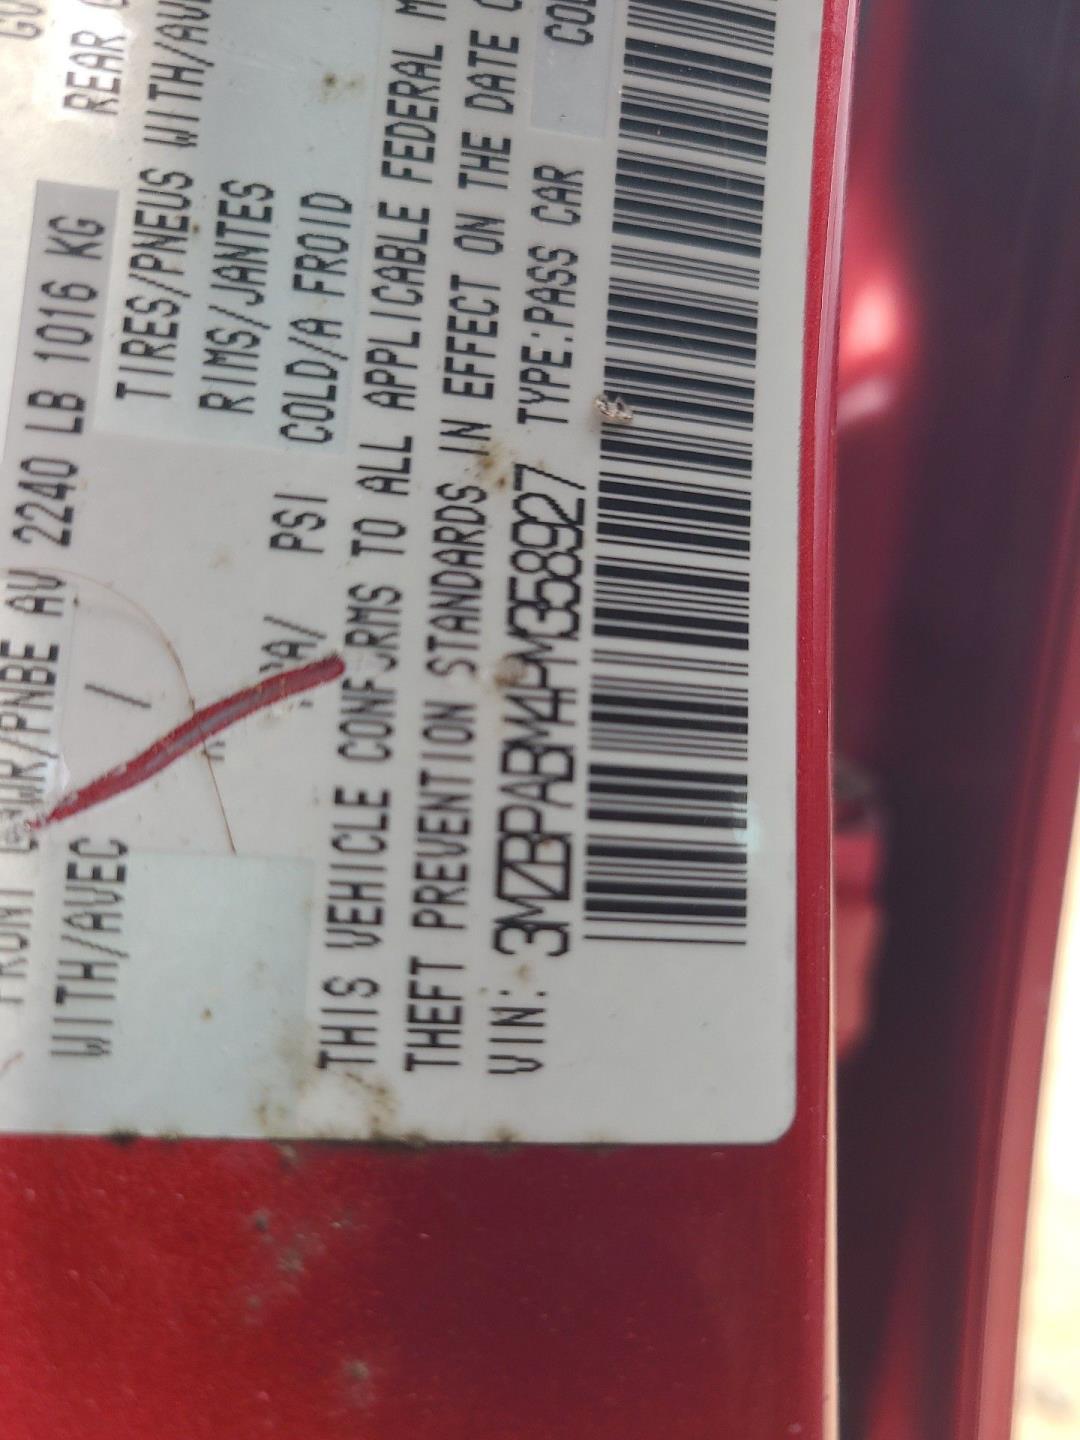 FRONT GAWR/PNBE AV 2240 LB 1016 KG REAR
WITH/AVEC / TIRES/PNEUS WITH/AV
RIMS/JANTES
PSI COLD/A FROID
THIS VEHICLE CONFORMS TO ALL APPLICABLE FEDERAL M
THEFT PREVENTION STANDARDS IN EFFECT ON THE DATE
VIN: 3MZBPABM4PM358927 TYPE:PASS CAR COL